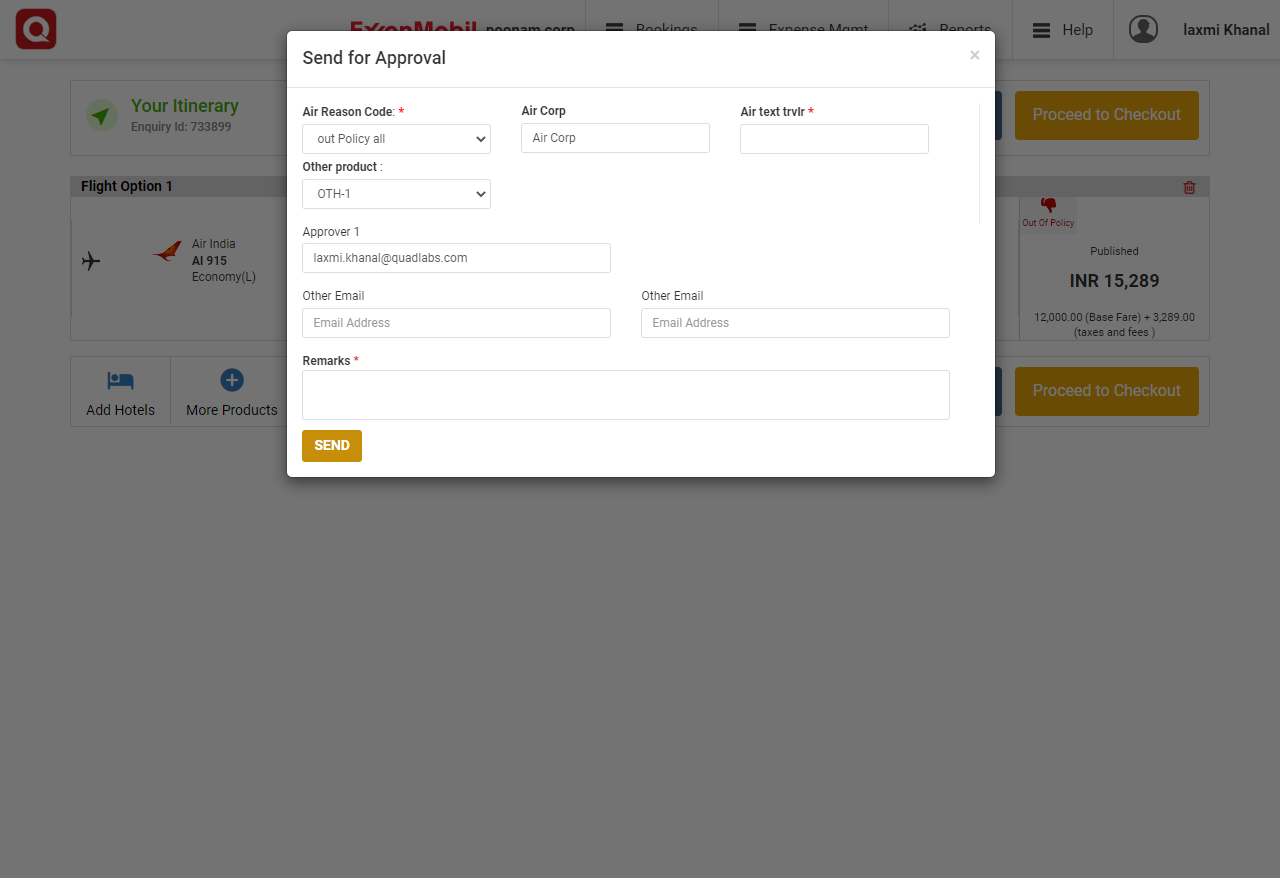 ExxonMobil poonam corp Bookings Expense Mgmt Reports Help laxmi Khanal
Send for Approval ×
Your Itinerary
Enquiry Id: 733899
Proceed to Checkout
Air Reason Code: * Air Corp Air text trvlr *
out Policy all Air Corp
Other product :
OTH-1
Flight Option 1
Air India
AI 915
Economy(L)
Out Of Policy
Published
INR 15,289
12,000.00 (Base Fare) + 3,289.00
(taxes and fees )
Approver 1
laxmi.khanal@quadlabs.com
Other Email Other Email
Email Address Email Address
Remarks *
SEND
Add Hotels More Products
Proceed to Checkout